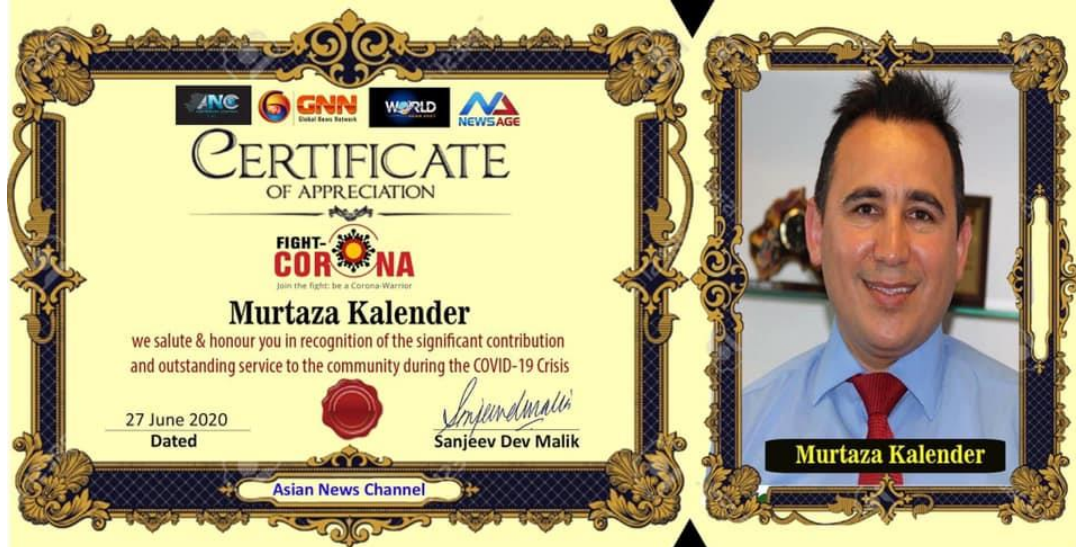 ANC
GNN
Global News Network
WORLD
NA
NEWSAGE
CERTIFICATE
OF APPRECIATION
FIGHT-
CORONA
Join the fight: be a Corona-Warrior
Murtaza Kalender
we salute & honour you in recognition of the significant contribution
and outstanding service to the community during the COVID-19 Crisis
27 June 2020
Dated
Sanjeev Dev Malik
Asian News Channel
Murtaza Kalender